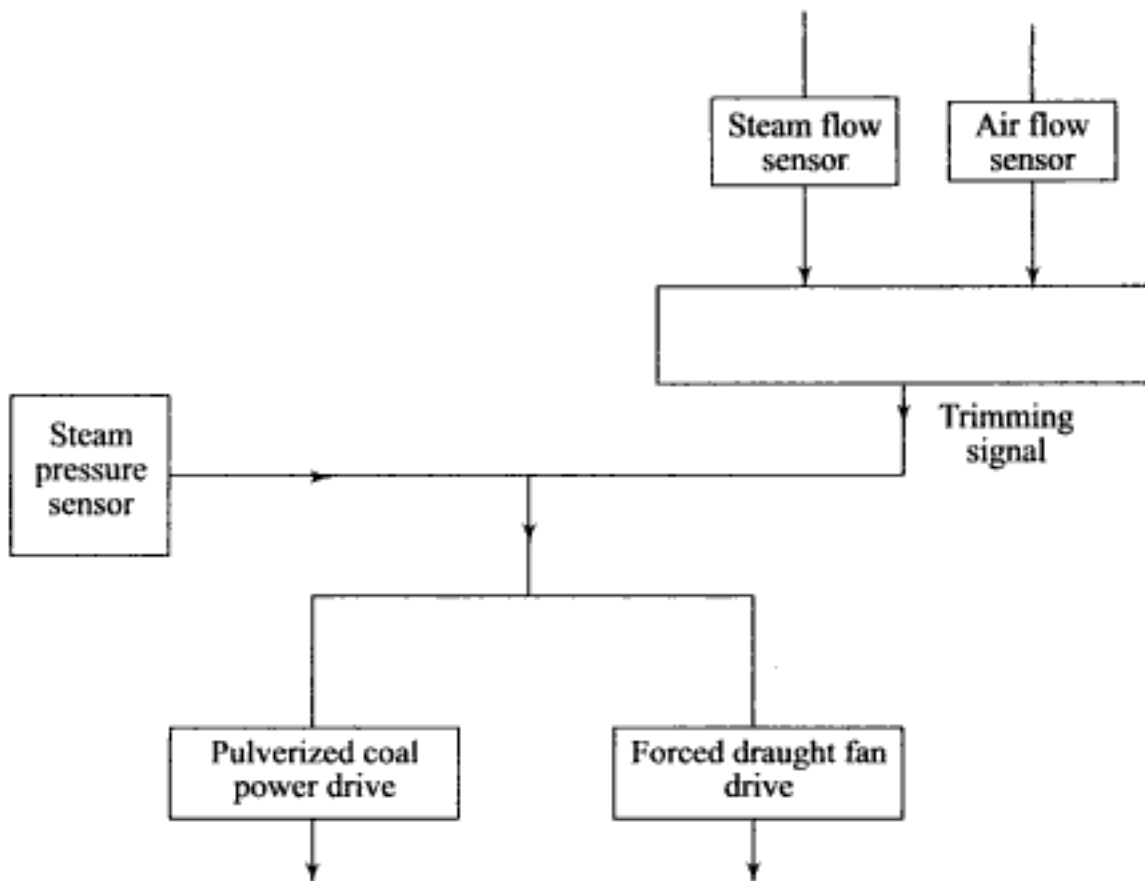 Steam flow
sensor
Air flow
sensor
Trimming
signal
Steam
pressure
sensor
Pulverized coal
power drive
Forced draught fan
drive